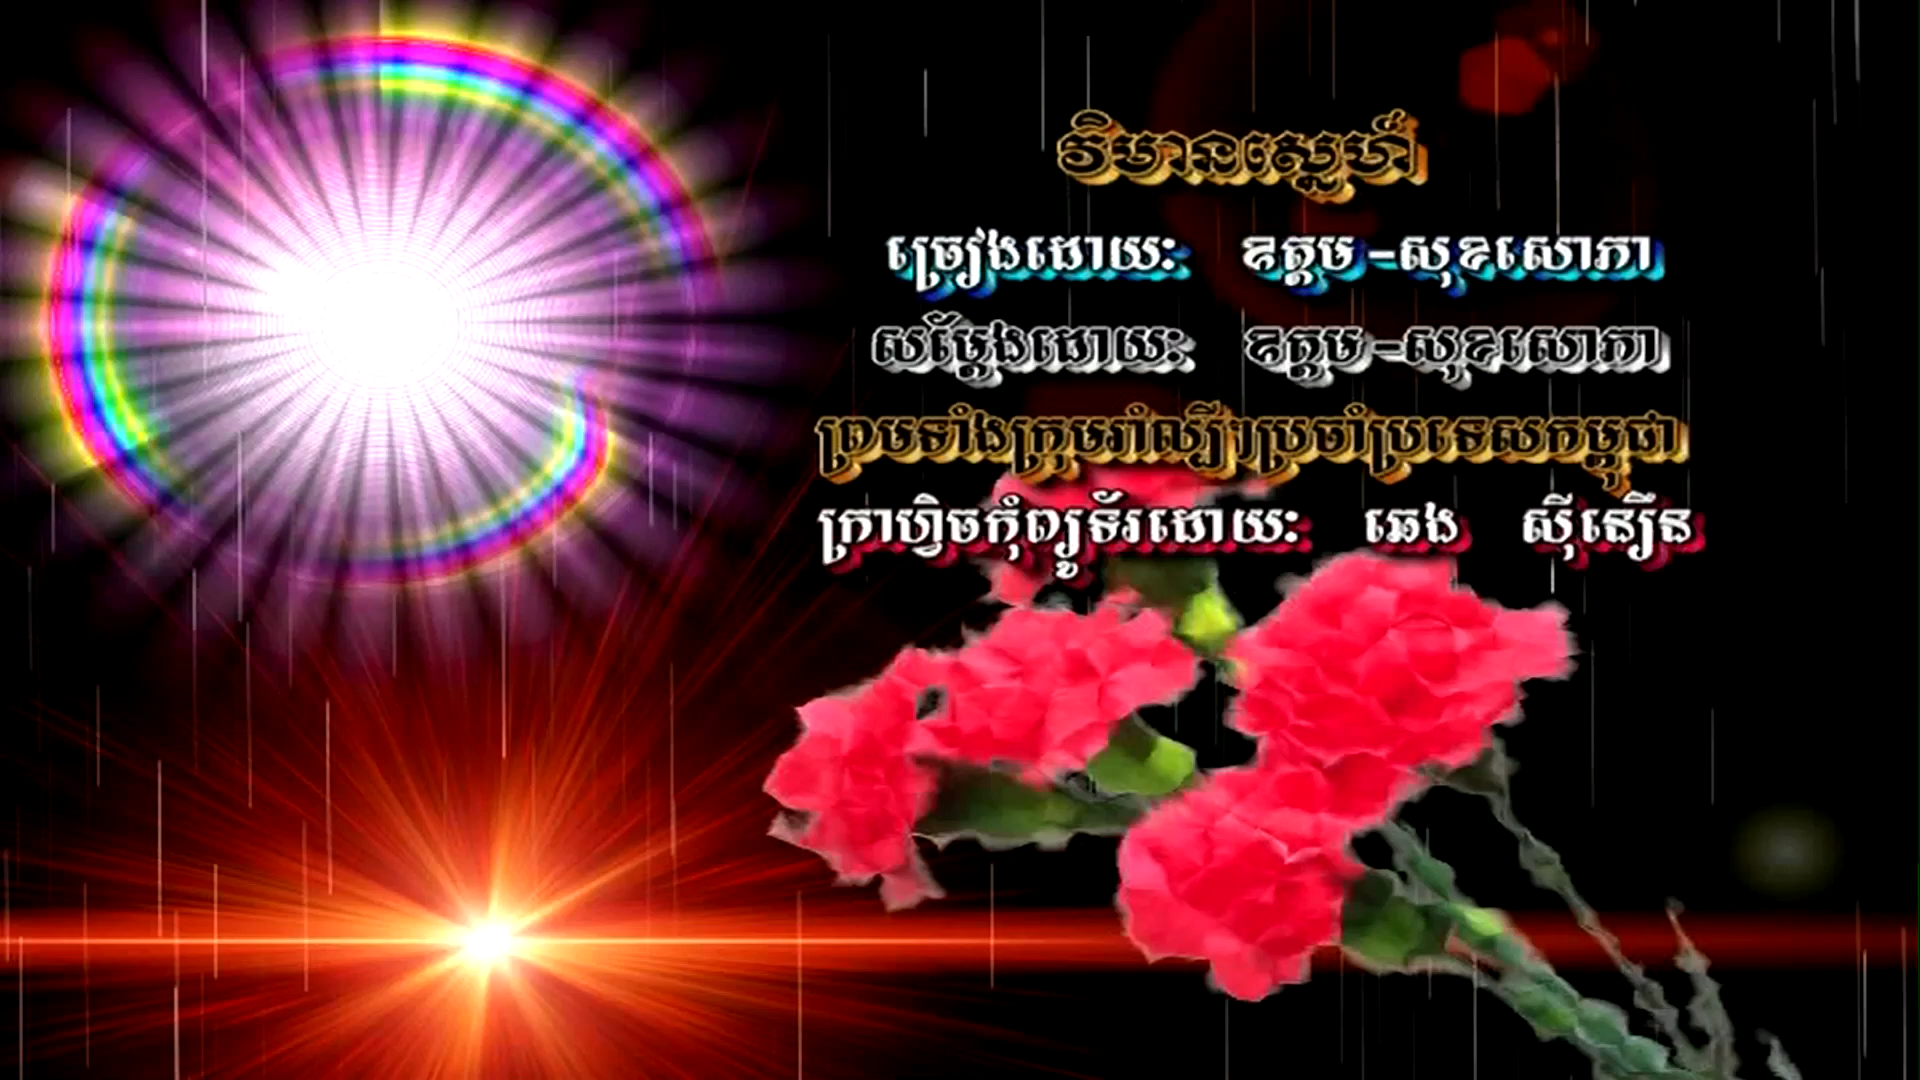 វិមានស្នេហ៍
ច្រៀងដោយៈ ឧត្តម -សុខសោភា
សម្តែងដោយៈ ឧត្តម -សុខសោភា
ព្រមទាំងក្រុមរាំល្បីៗប្រចាំប្រទេសកម្ពុជា
ក្រាហ្វិចកុំព្យូទ័រដោយៈ ឆេង ស៊ីនឿន